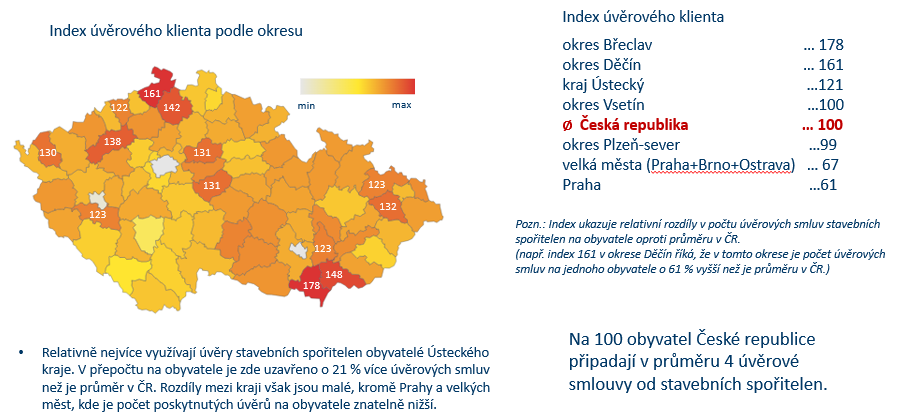 Index úvěrového klienta podle okresu
min
max
161
122
142
138
130
131
131
123
123
132
123
148
178
• Relativně nejvíce využívají úvěry stavebních spořitelen obyvatelé Ústeckého
kraje. V přepočtu na obyvatele je zde uzavřeno o 21 % více úvěrových smluv
než je průměr v ČR. Rozdíly mezi kraji však jsou malé, kromě Prahy a velkých
měst, kde je počet poskytnutých úvěrů na obyvatele znatelně nižší.
Index úvěrového klienta
okres Břeclav ... 178
okres Děčín ... 161
kraj Ústecký ...121
okres Vsetín ...100
Ø Česká republika ... 100
okres Plzeň-sever ...99
velká města (Praha+Brno+Ostrava) ... 67
Praha ...61
Pozn.: Index ukazuje relativní rozdíly v počtu úvěrových smluv stavebních
spořitelen na obyvatele oproti průměru v ČR.
(např. index 161 v okrese Děčín říká, že v tomto okrese je počet úvěrových
smluv na jednoho obyvatele o 61 % vyšší než je průměr v ČR.)
Na 100 obyvatel České republice
připadají v průměru 4 úvěrové
smlouvy od stavebních spořitelen.